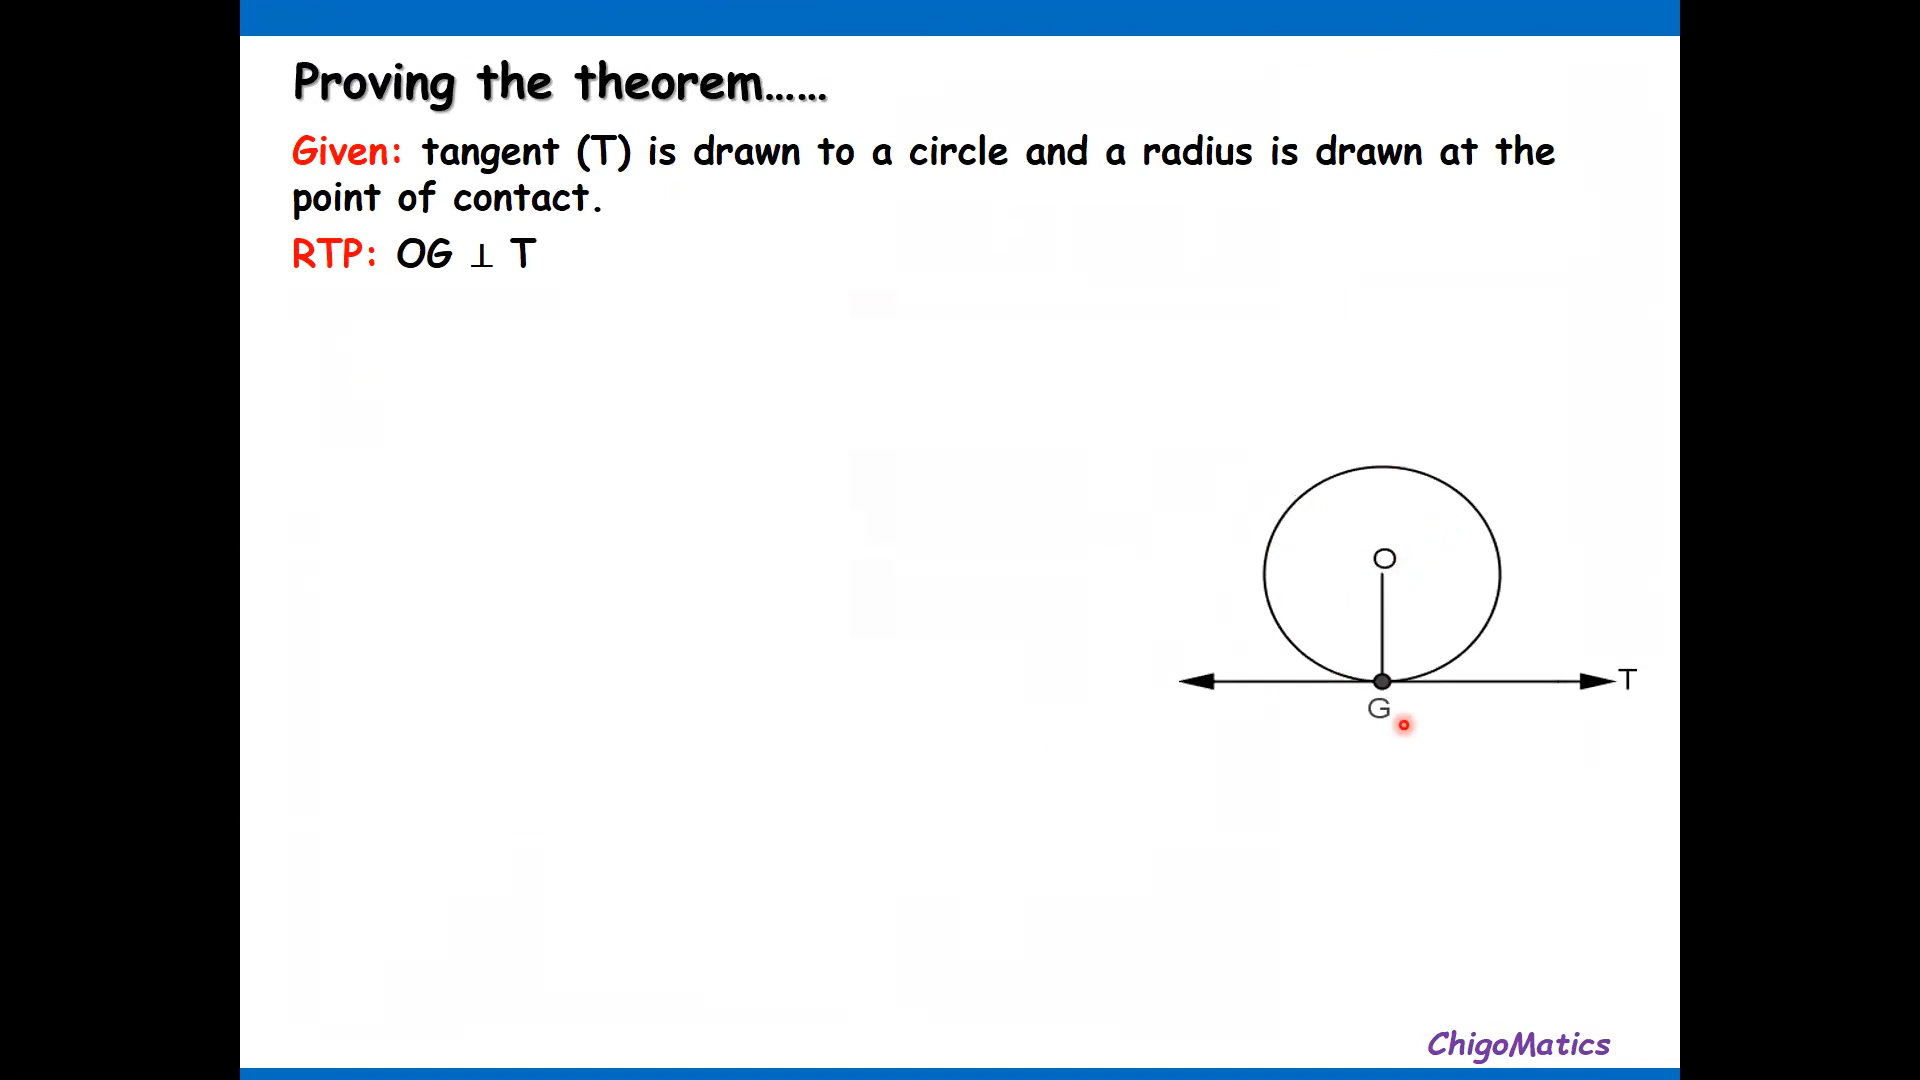 Proving the theorem……
Given: tangent (T) is drawn to a circle and a radius is drawn at the
point of contact.
RTP: OG ⊥ T
O
T
G
ChigoMatics